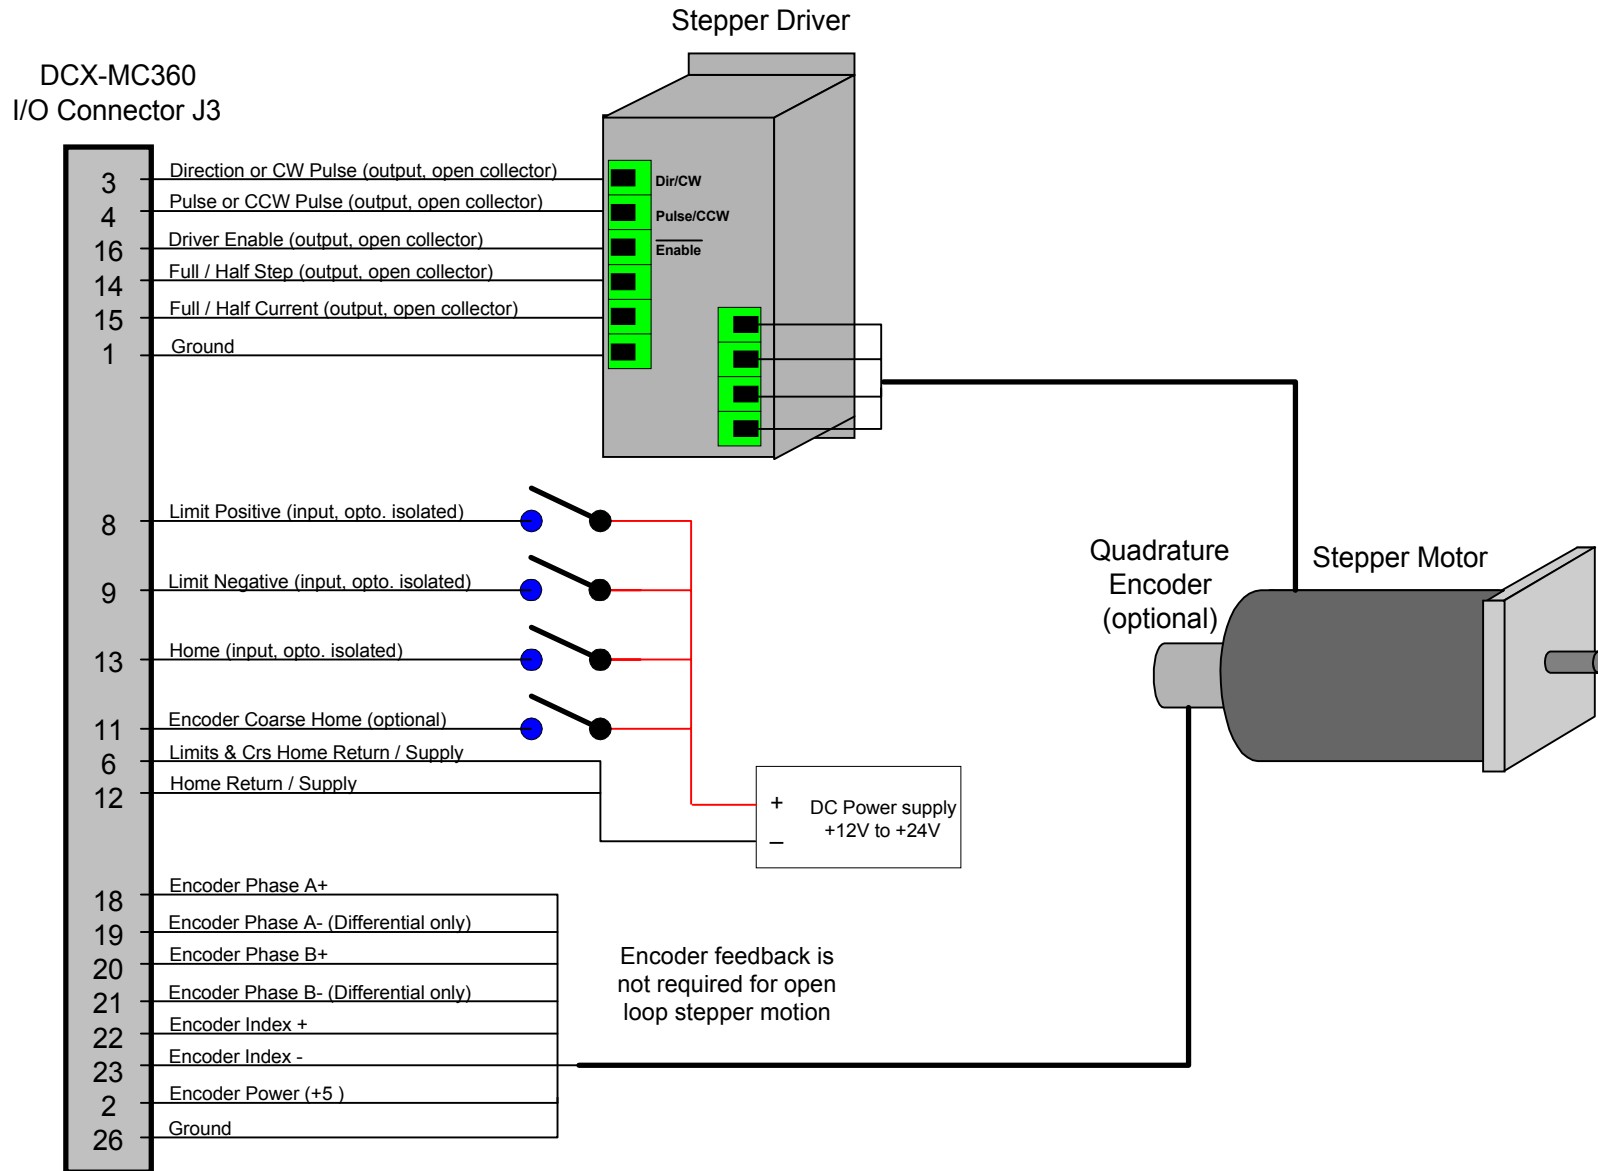 Stepper Driver
DCX-MC360
I/O Connector J3
3 Direction or CW Pulse (output, open collector) Dir/CW
4 Pulse or CCW Pulse (output, open collector) Pulse/CCW
16 Driver Enable (output, open collector) Enable
14 Full / Half Step (output, open collector)
15 Full / Half Current (output, open collector)
1 Ground
8 Limit Positive (input, opto. isolated)
9 Limit Negative (input, opto. isolated)
13 Home (input, opto. isolated)
11 Encoder Coarse Home (optional)
6 Limits & Crs Home Return / Supply
12 Home Return / Supply
Quadrature
Encoder
(optional)
Stepper Motor
+
DC Power supply
+12V to +24V
–
18 Encoder Phase A+
19 Encoder Phase A- (Differential only)
20 Encoder Phase B+
21 Encoder Phase B- (Differential only)
22 Encoder Index +
23 Encoder Index -
2 Encoder Power (+5 )
26 Ground
Encoder feedback is
not required for open
loop stepper motion